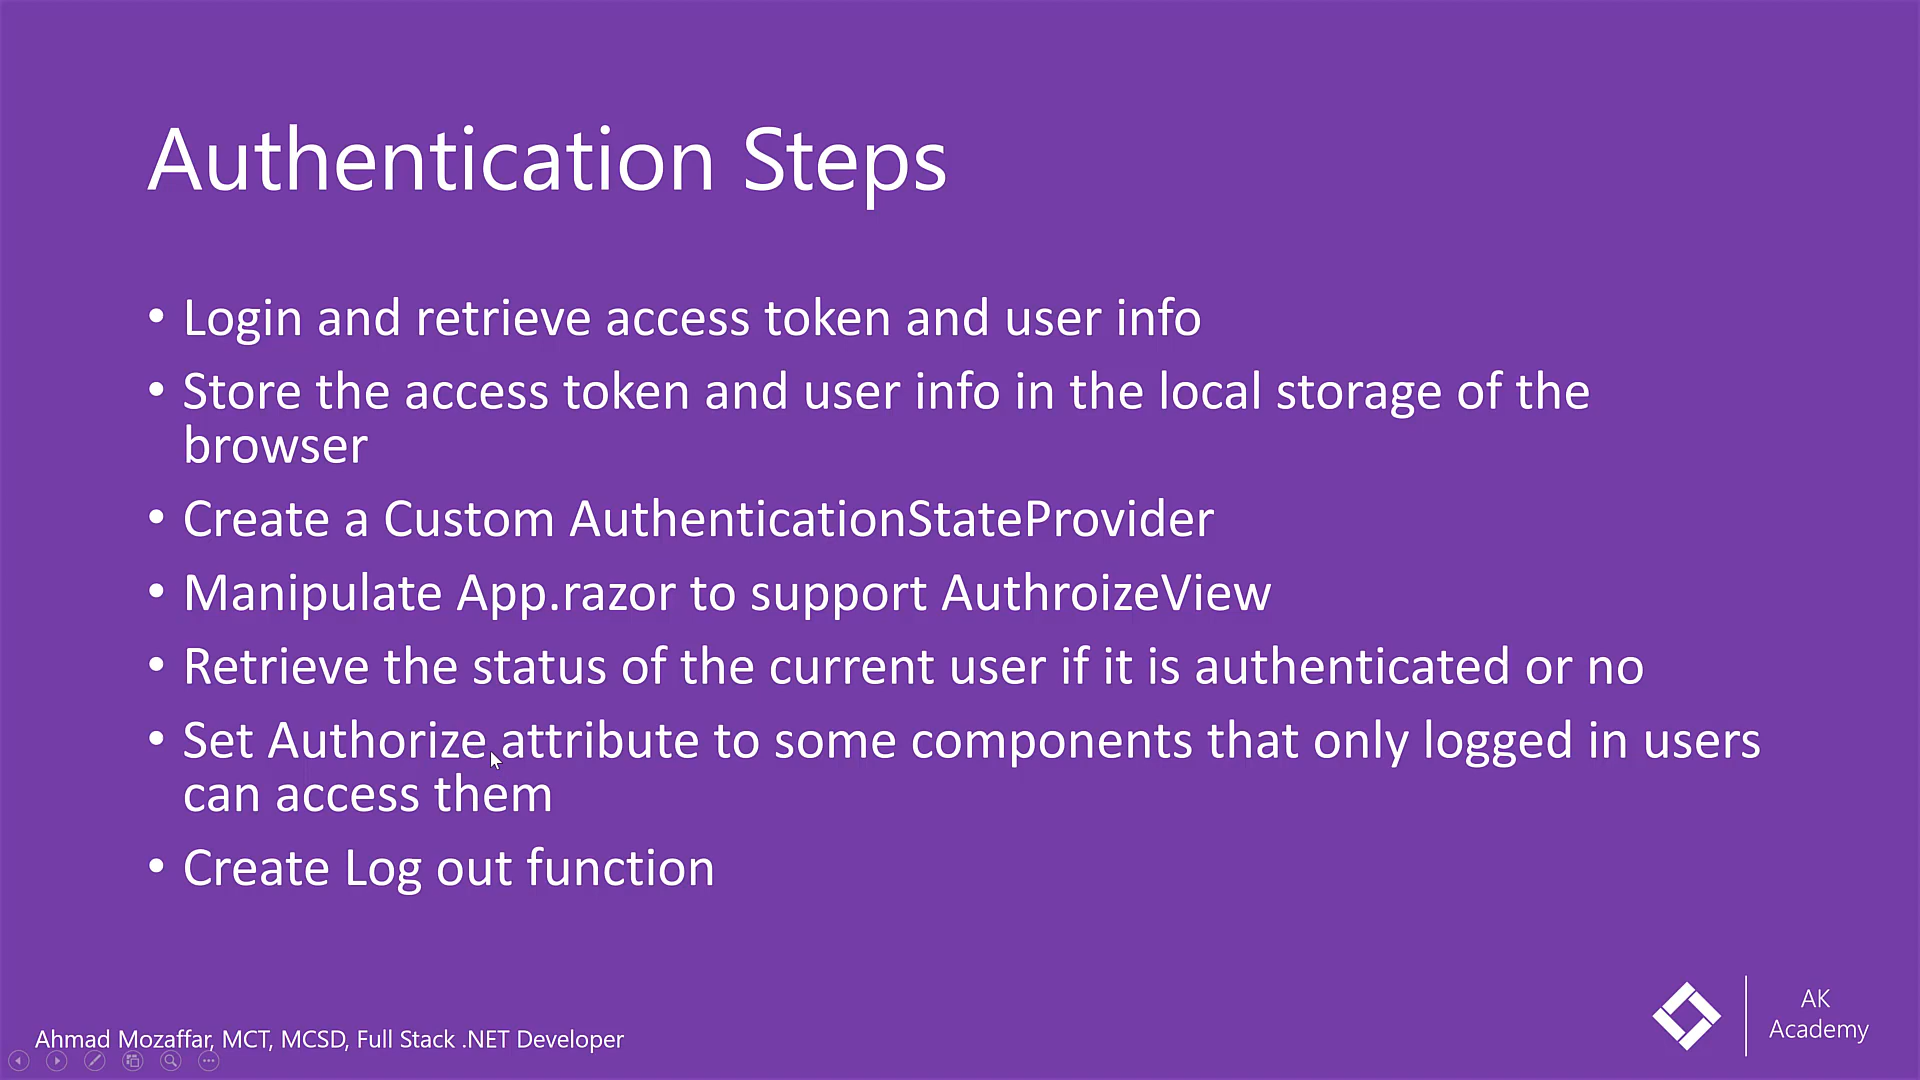 Authentication Steps
• Login and retrieve access token and user info
• Store the access token and user info in the local storage of the
browser
• Create a Custom AuthenticationStateProvider
• Manipulate App.razor to support AuthroizeView
• Retrieve the status of the current user if it is authenticated or no
• Set Authorize attribute to some components that only logged in users
can access them
• Create Log out function
Ahmad Mozaffar, MCT, MCSD, Full Stack .NET Developer
AK
Academy